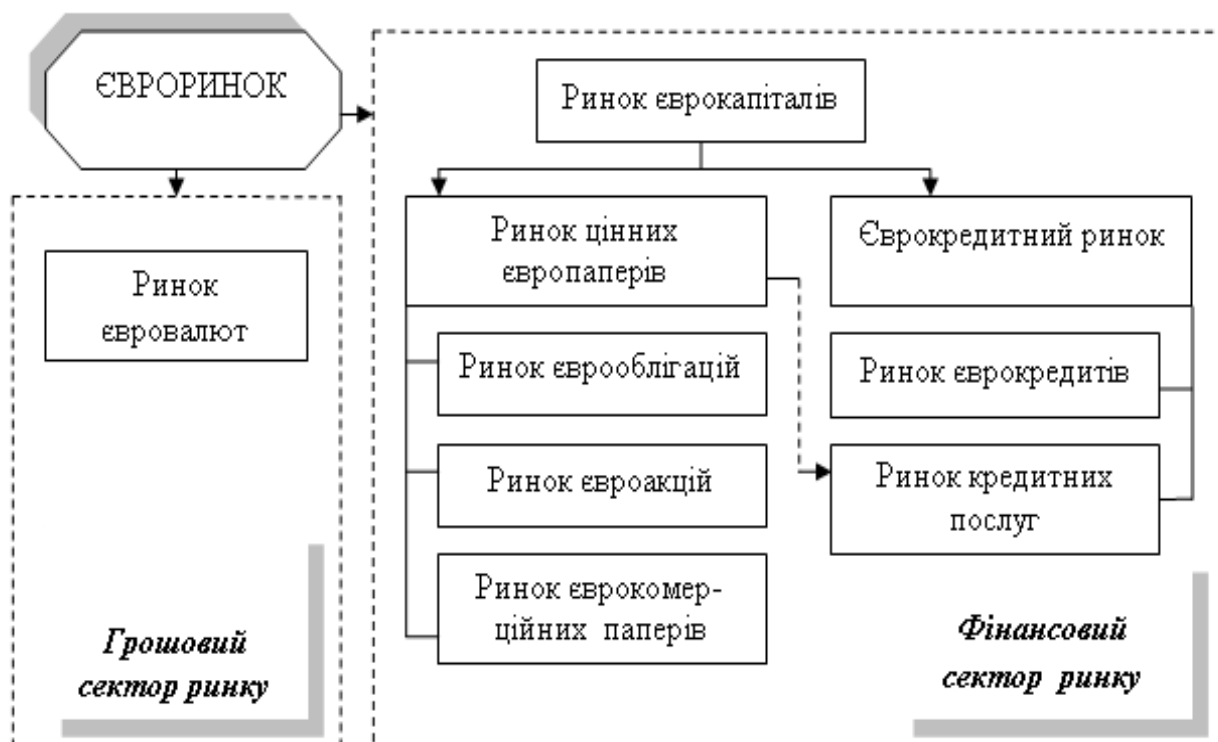 ЄВРОРИНОК
Ринок
євровалют
Грошовий
сектор ринку
Ринок єврокапіталів
Ринок цінних
європаперів
Ринок єврооблігацій
Ринок євроакцій
Ринок єврокомер-
ційних паперів
Єврокредитний ринок
Ринок єврокредитів
Ринок кредитних
послуг
Фінансовий
сектор ринку